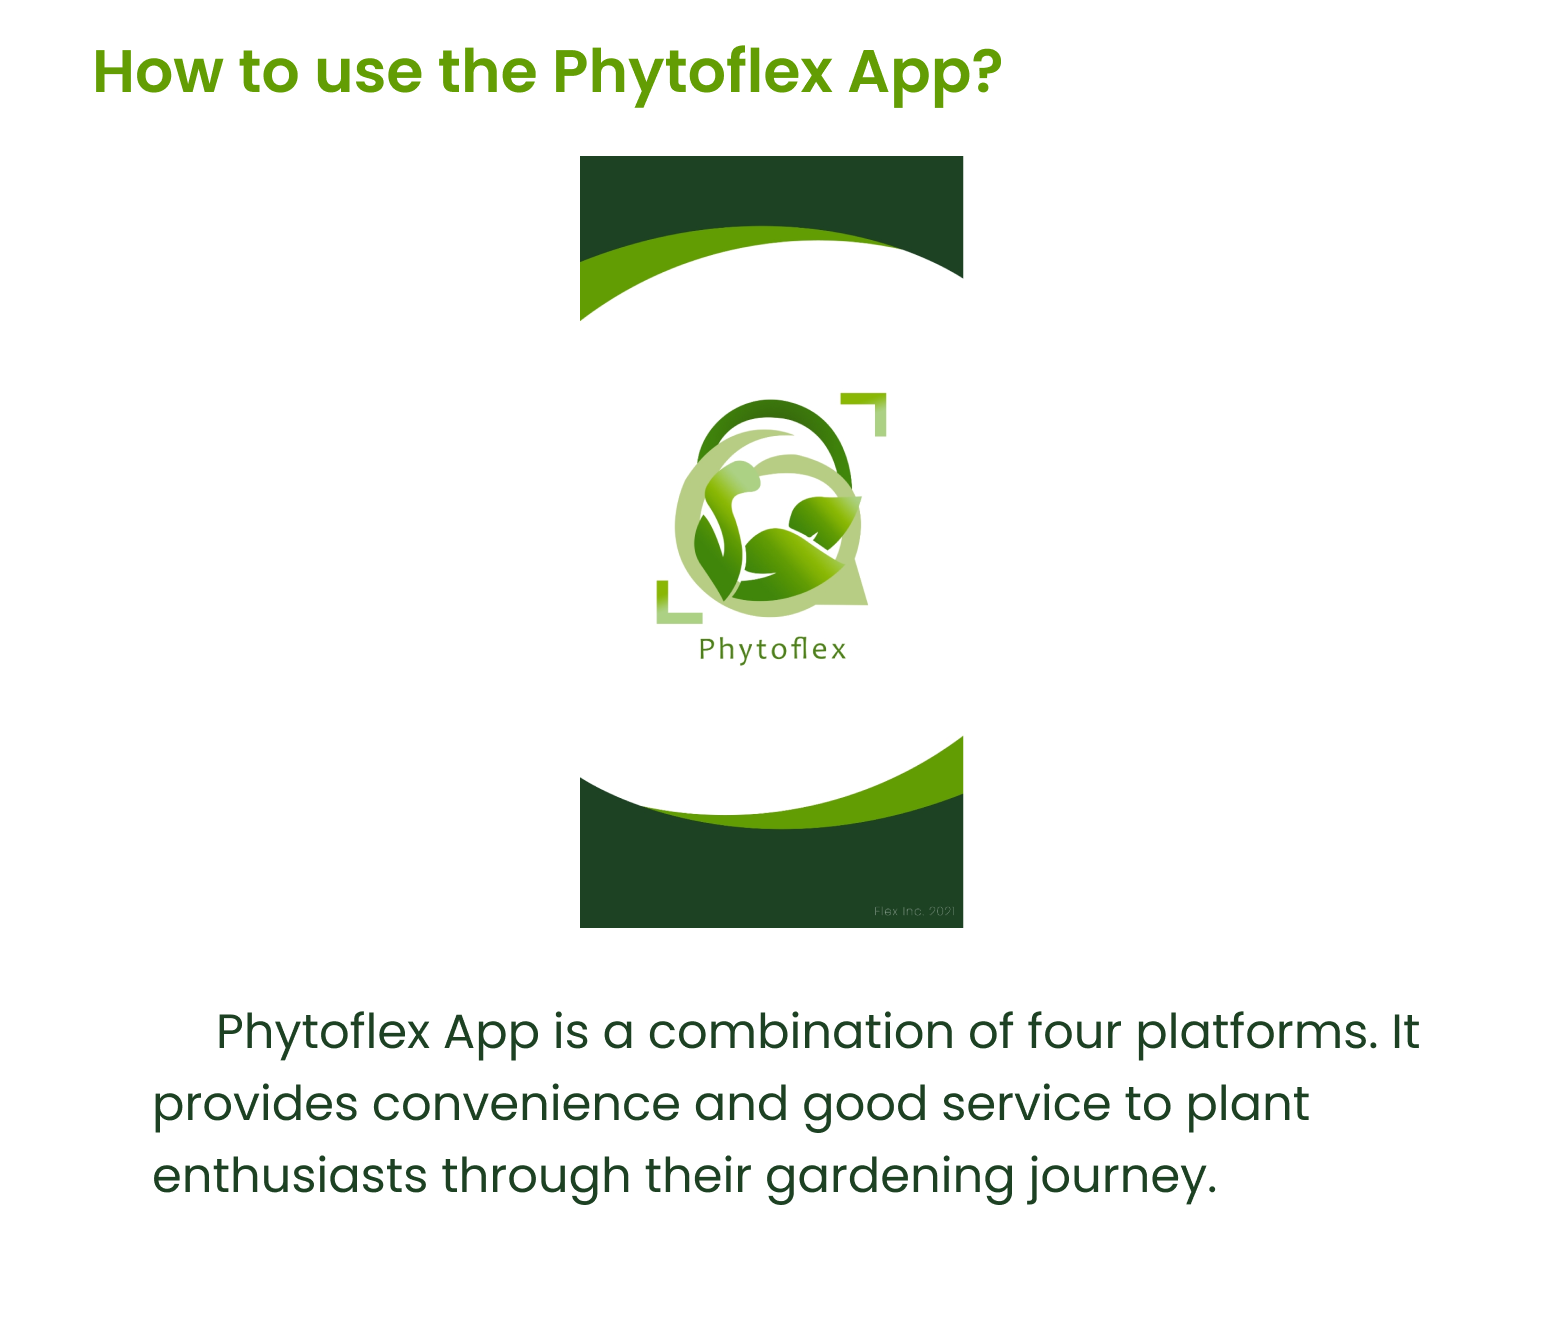 How to use the Phytoflex App?
Phytoflex
Flex Inc. 2021
Phytoflex App is a combination of four platforms. It
provides convenience and good service to plant
enthusiasts through their gardening journey.